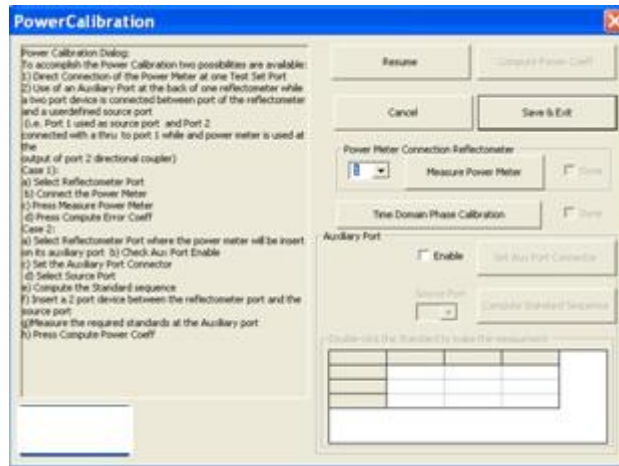 PowerCalibration
Power Calibration Dialog:
To accomplish the Power Calibration two possibilities are available:
1) Direct Connection of the Power Meter at one Test Set Port
2) Use of an Auxiliary Port at the back of one reflectometer while
a two port device is connected between port of the reflectometer
and a userdefined source port
(i.e. Port 1 used as source port and Port 2
connected with a thru to port 1 while and power meter is used at
the
output of port 2 directional coupler)
Case 1):
a) Select Reflectometer Port
b) Connect the Power Meter
c) Press Measure Power Meter
d) Press Compute Error Coeff
Case 2:
a) Select Reflectometer Port where the power meter will be insert
on its auxiliary port b) Check Aux Port Enable
c) Set the Auxiliary Port Connector
d) Select Source Port
e) Compute the Standard sequence
f) Insert a 2 port device between the reflectometer port and the
source port
g)Measure the required standards at the Auxiliary port
h) Press Compute Power Coeff
Resume
Compute Power Coeff
Cancel
Save & Exit
Power Meter Connection Reflectometer
1
Measure Power Meter
Done
Time Domain Phase Calibration
Done
Auxiliary Port
Enable
Set Aux Port Connector
Source Port
Compute Standard Sequence
Double-click the Standard to make the measurement